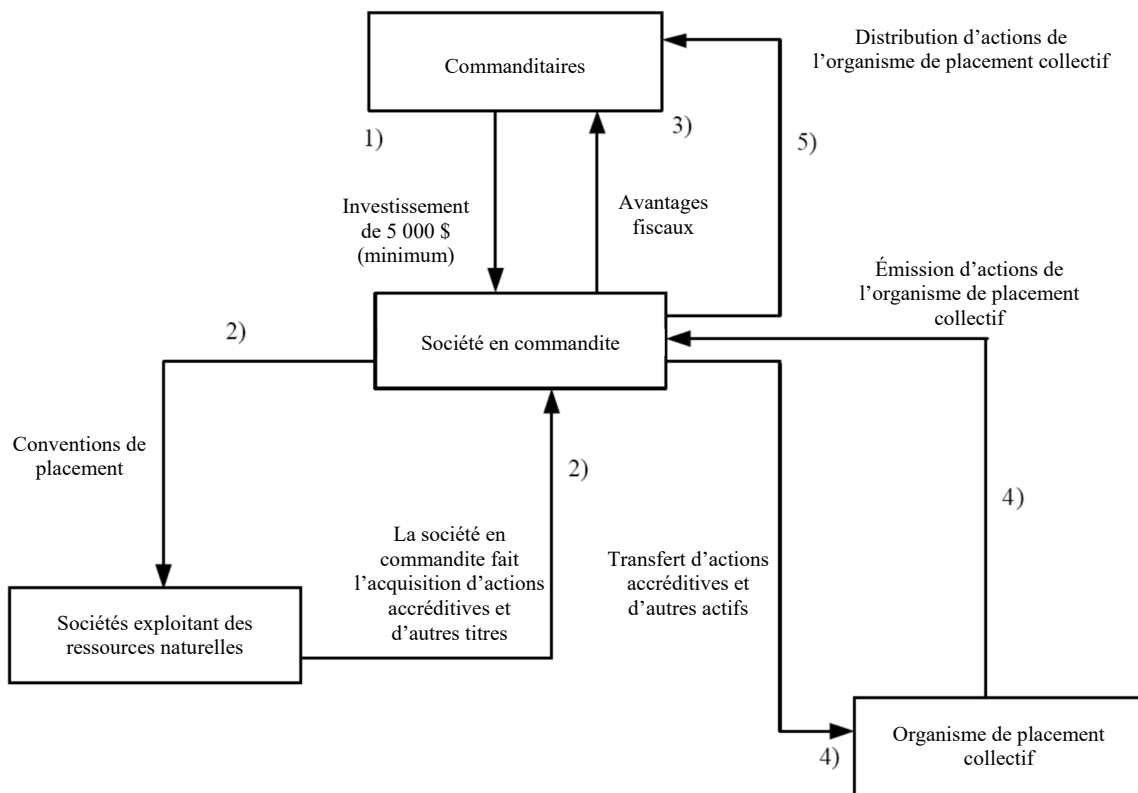 Commanditaires
Distribution d’actions de
l’organisme de placement collectif
1)
3)
5)
Investissement
de 5 000 $
(minimum)
Avantages
fiscaux
Émission d’actions de
l’organisme de placement
collectif
2)
Société en commandite
Conventions de
placement
2)
4)
La société en
commandite fait
l’acquisition d’actions
accréditives et
d’autres titres
Transfert d’actions
accréditives et
d’autres actifs
Sociétés exploitant des
ressources naturelles
4)
Organisme de placement
collectif